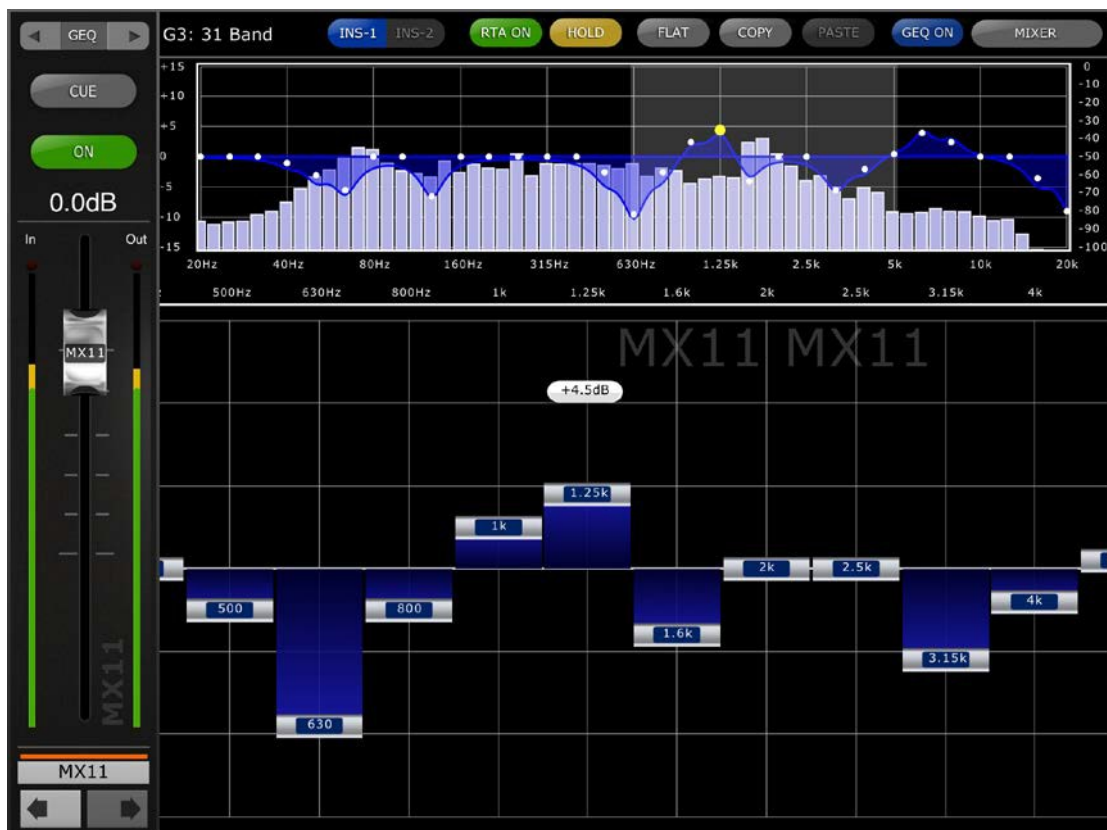 GEQ G3: 31 Band INS-1 INS-2 RTA ON HOLD FLAT COPY PASTE GEQ ON MIXER
CUE
ON
0.0dB
In Out
MX11
MX11
MX11
+15 0
+10 -10
-20
+5 -30
-40
0 -50
-60
-5 -70
-10 -80
-90
-15 -100
20Hz 40Hz 80Hz 160Hz 315Hz 630Hz 1.25k 2.5k 5k 10k 20k
500Hz 630Hz 800Hz 1k 1.25k 1.6k 2k 2.5k 3.15k 4k
MX11 MX11
+4.5dB
1.25k
1k
2k 2.5k
500 800 4k
1.6k
3.15k
630